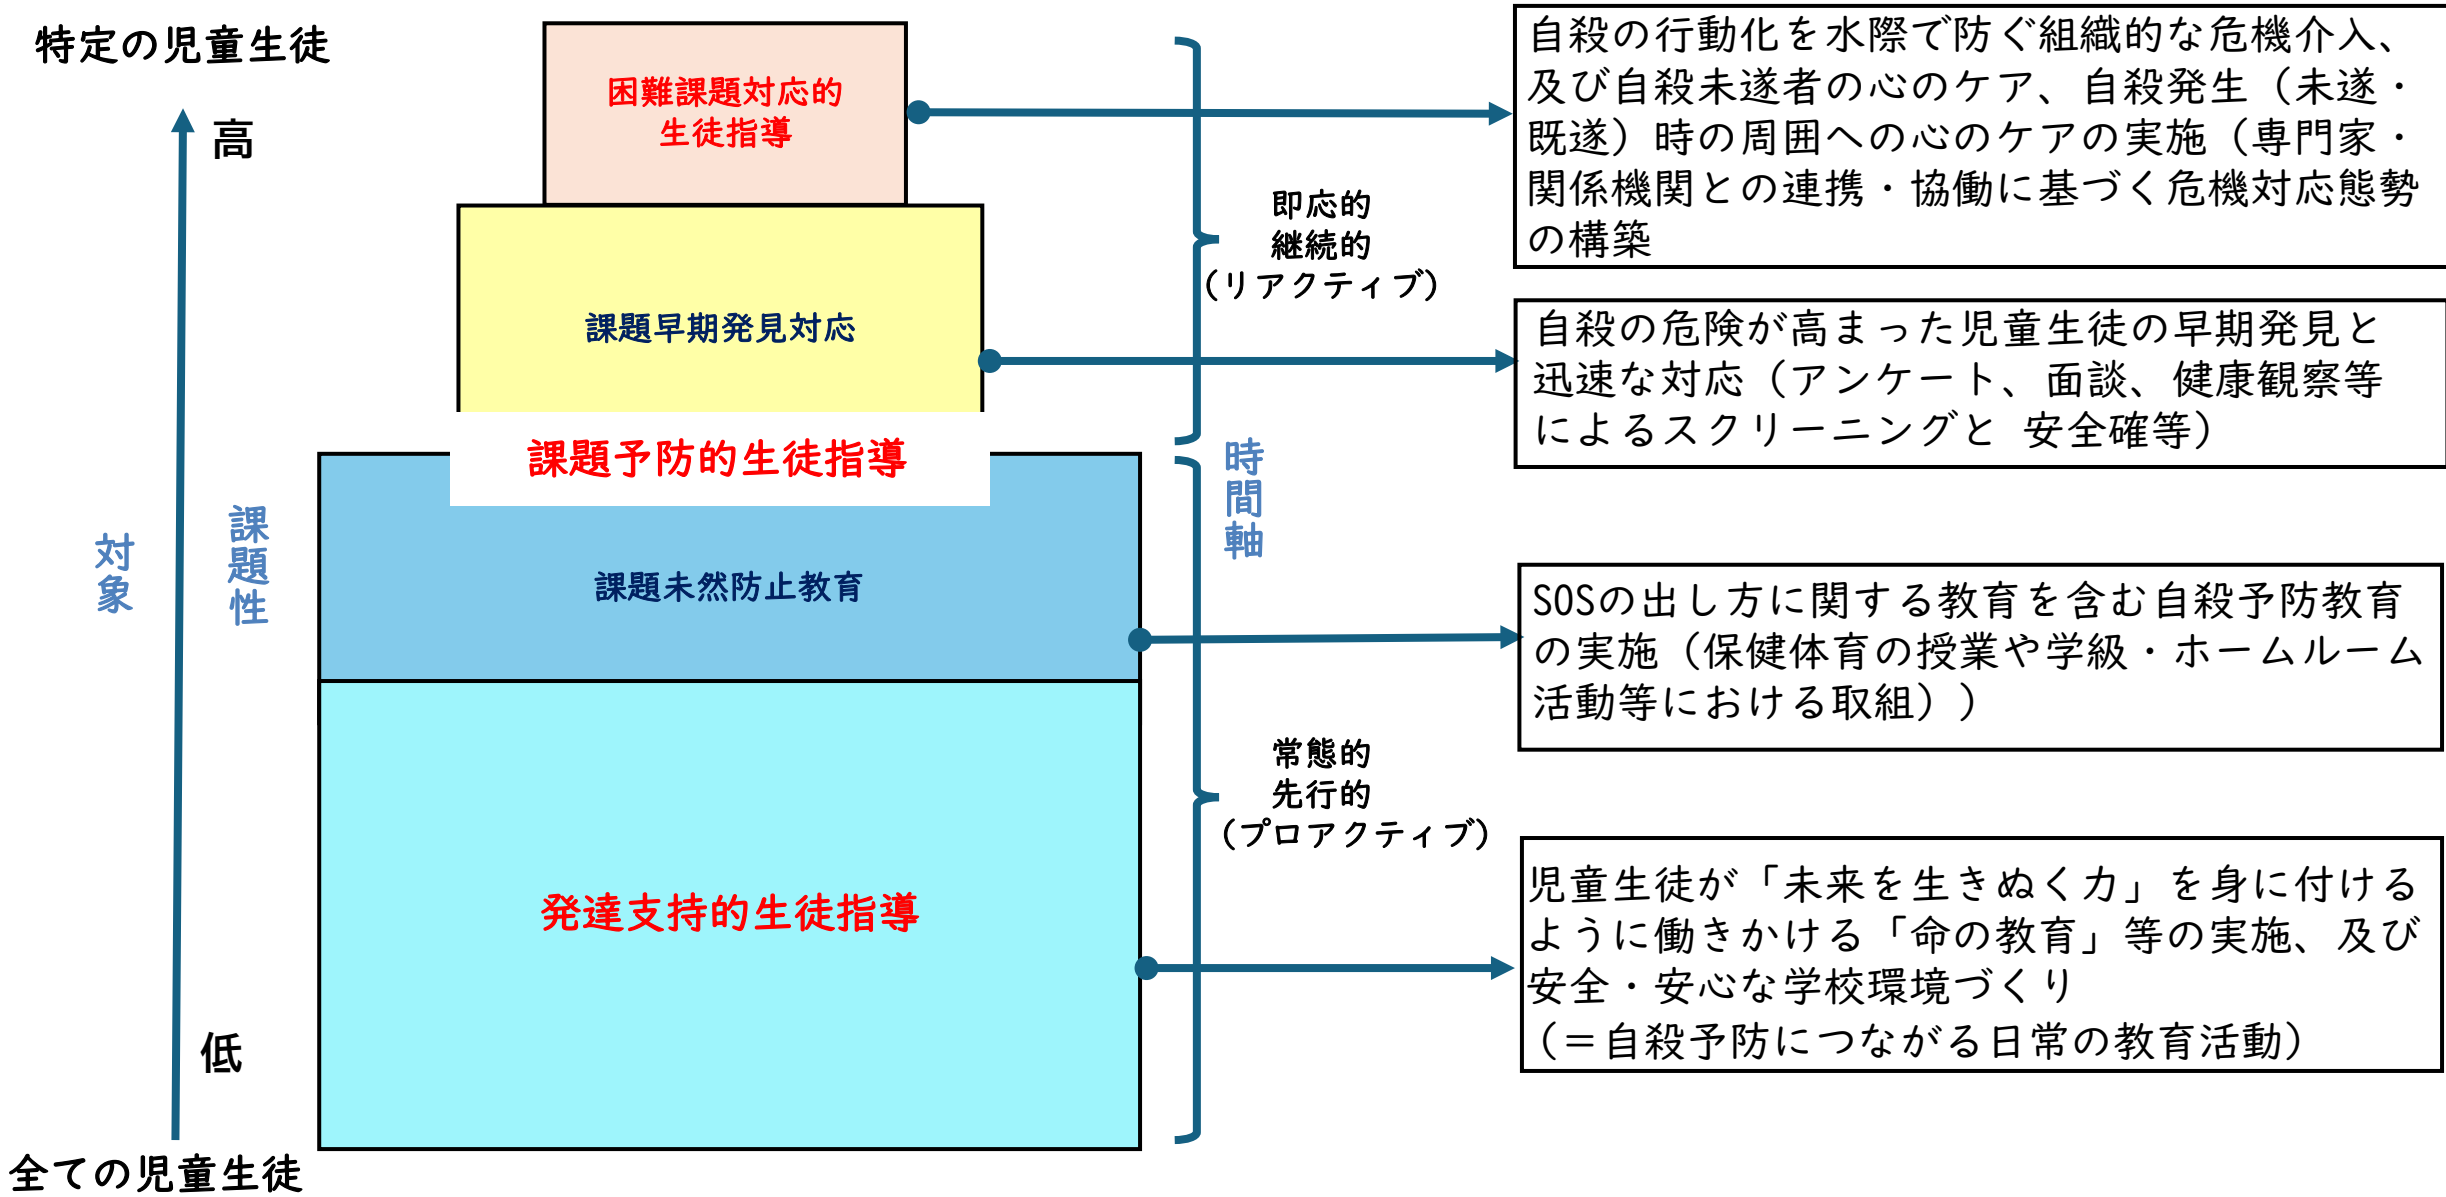 特定の児童生徒
高
対象
課題性
低
全ての児童生徒
困難課題対応的
生徒指導
課題早期発見対応
課題予防的生徒指導
課題未然防止教育
発達支持的生徒指導
即応的
継続的
(リアクティブ)
時間軸
常態的
先行的
(プロアクティブ)
自殺の行動化を水際で防ぐ組織的な危機介入、
及び自殺未遂者の心のケア、自殺発生（未遂・
既遂）時の周囲への心のケアの実施（専門家・
関係機関との連携・協働に基づく危機対応態勢
の構築
自殺の危険が高まった児童生徒の早期発見と
迅速な対応（アンケート、面談、健康観察等
によるスクリーニングと 安全確等）
SOSの出し方に関する教育を含む自殺予防教育
の実施（保健体育の授業や学級・ホームルーム
活動等における取組））
児童生徒が「未来を生きぬく力」を身に付ける
ように働きかける「命の教育」等の実施、及び
安全・安心な学校環境づくり
（＝自殺予防につながる日常の教育活動）